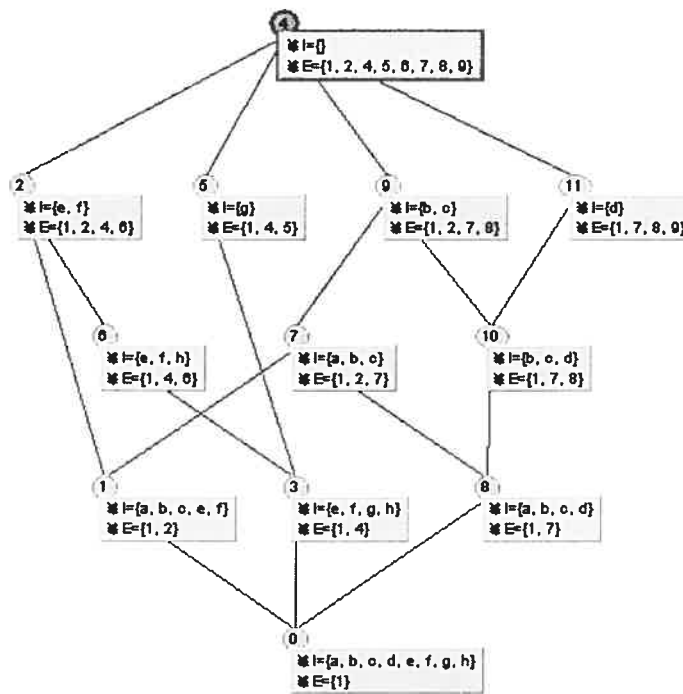 4
I={}
E={1, 2, 4, 5, 6, 7, 8, 9}
2
I={e, f}
E={1, 2, 4, 6}
5
I={g}
E={1, 4, 5}
9
I={b, c}
E={1, 2, 7, 8}
11
I={d}
E={1, 7, 8, 9}
6
I={e, f, h}
E={1, 4, 6}
7
I={a, b, c}
E={1, 2, 7}
10
I={b, c, d}
E={1, 7, 8}
1
I={a, b, c, e, f}
E={1, 2}
3
I={e, f, g, h}
E={1, 4}
8
I={a, b, c, d}
E={1, 7}
0
I={a, b, c, d, e, f, g, h}
E={1}